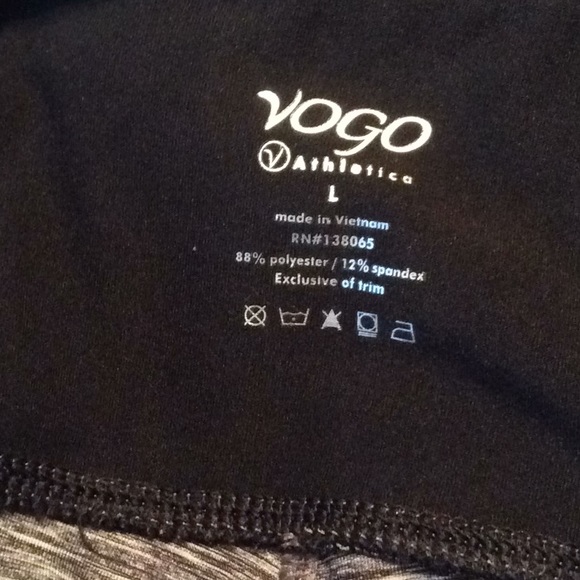 VOGO
Athletica
L
made in Vietnam
RN#138065
88% polyester / 12% spandex
Exclusive of trim